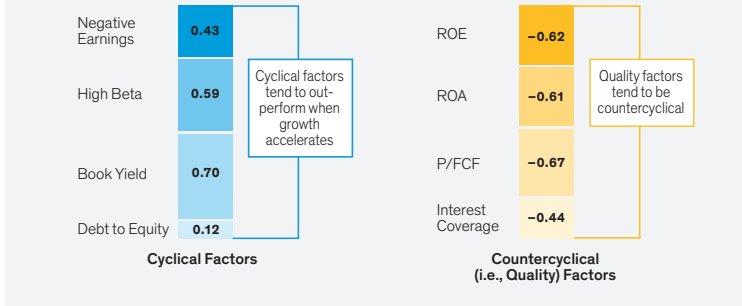 Negative
Earnings
0.43
High Beta
0.59
Book Yield
0.70
Debt to Equity
0.12
Cyclical factors
tend to out-
perform when
growth
accelerates
Cyclical Factors
ROE
–0.62
ROA
–0.61
P/FCF
–0.67
Interest
Coverage
–0.44
Quality factors
tend to be
countercyclical
Countercyclical
(i.e., Quality) Factors